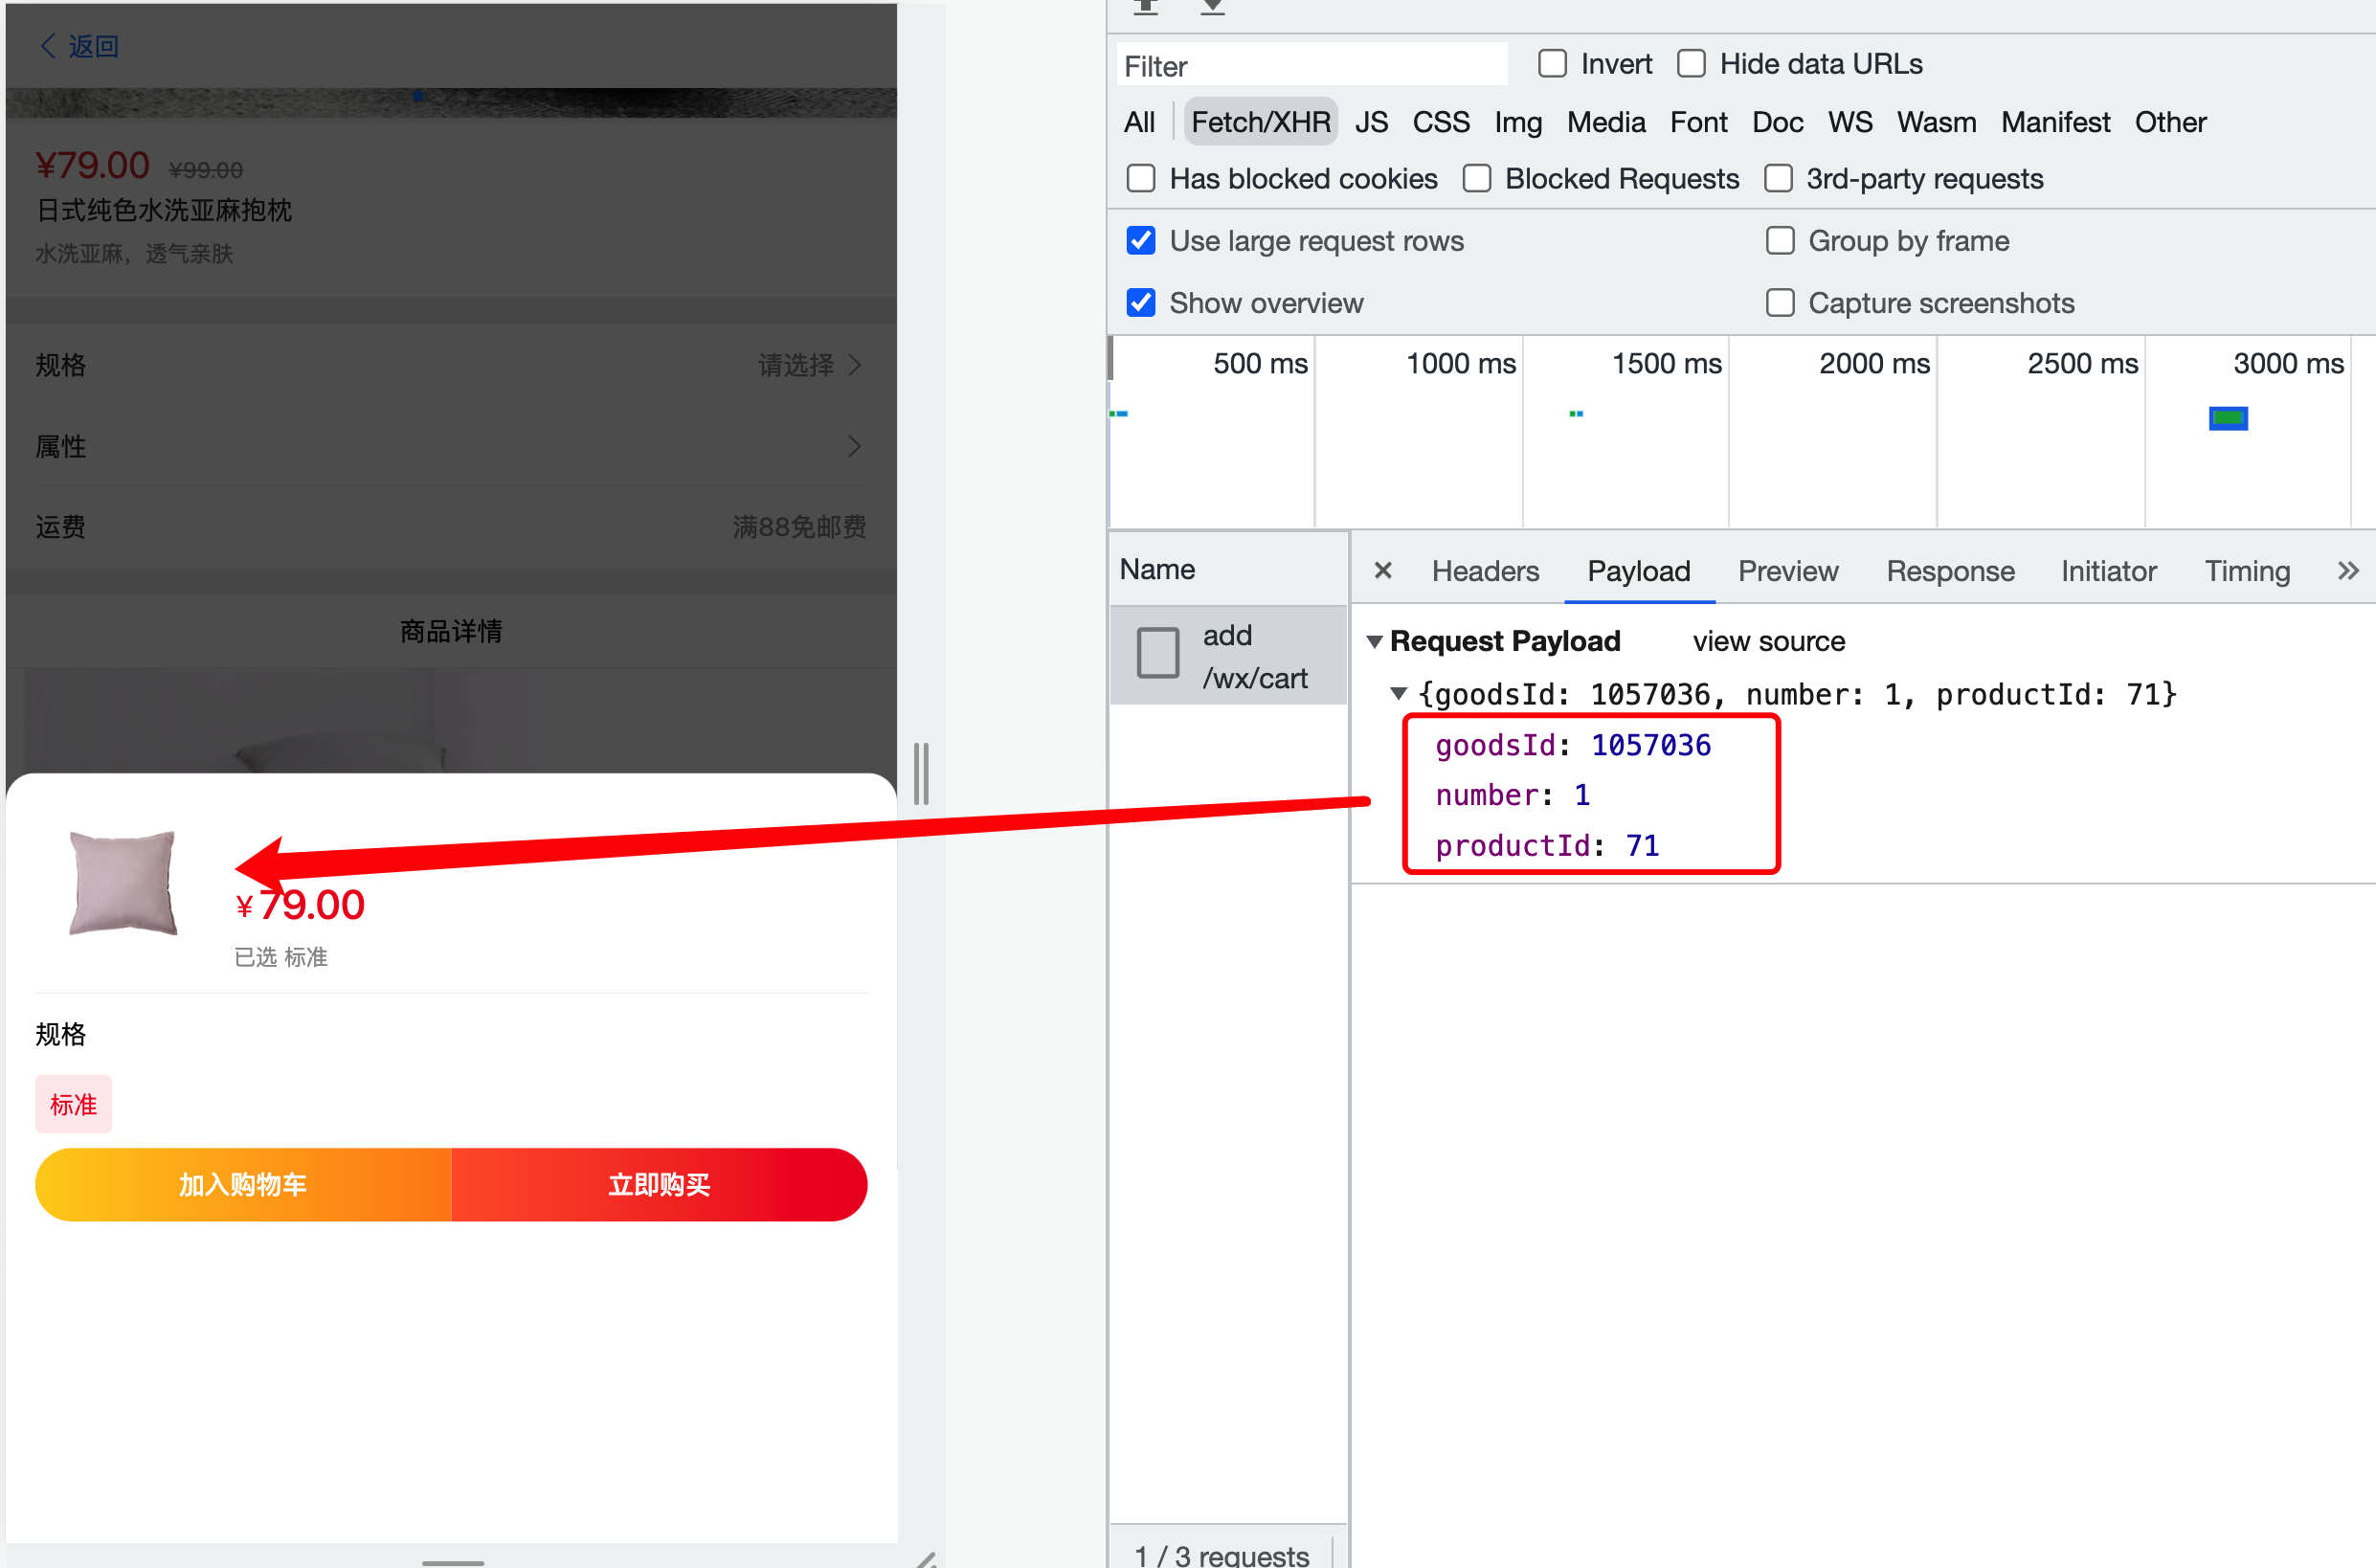 返回
¥79.00 ¥99.00
日式纯色水洗亚麻抱枕
水洗亚麻，透气亲肤
规格 请选择
属性
运费 满88免邮费
商品详情
¥79.00
已选 标准
规格
标准
加入购物车 立即购买
Filter Invert Hide data URLs
All Fetch/XHR JS CSS Img Media Font Doc WS Wasm Manifest Other
Has blocked cookies Blocked Requests 3rd-party requests
Use large request rows Group by frame
Show overview Capture screenshots
500 ms 1000 ms 1500 ms 2000 ms 2500 ms 3000 ms
Name
× Headers Payload Preview Response Initiator Timing »
add
/wx/cart
Request Payload view source
{goodsId: 1057036, number: 1, productId: 71}
goodsId: 1057036
number: 1
productId: 71
1 / 3 requests